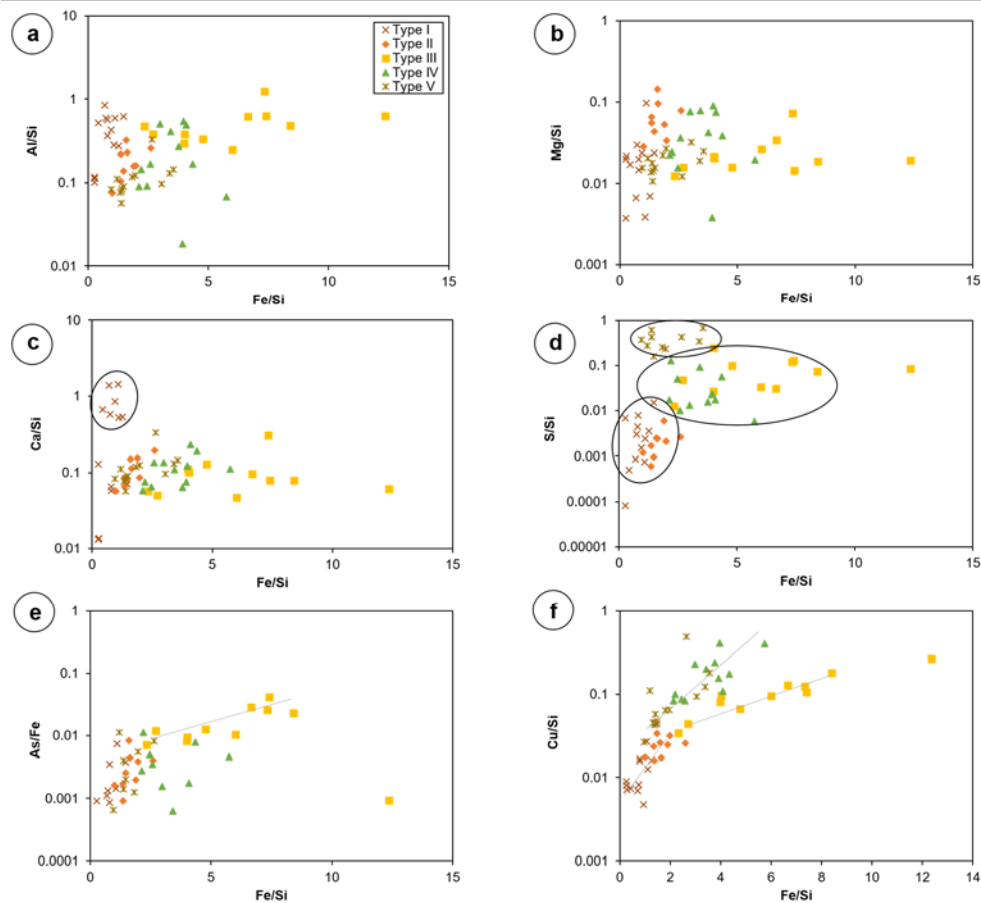 a
10
1
0.1
0.01
Al/Si
0
5
10
15
Fe/Si
Type I
Type II
Type III
Type IV
Type V
b
1
0.1
0.01
0.001
Mg/Si
0
5
10
15
Fe/Si
c
10
1
0.1
0.01
Ca/Si
0
5
10
15
Fe/Si
d
1
0.1
0.01
0.001
0.0001
0.00001
S/Si
0
5
10
15
Fe/Si
e
1
0.1
0.01
0.001
0.0001
As/Fe
0
5
10
15
Fe/Si
f
1
0.1
0.01
0.001
Cu/Si
0
2
4
6
8
10
12
14
Fe/Si